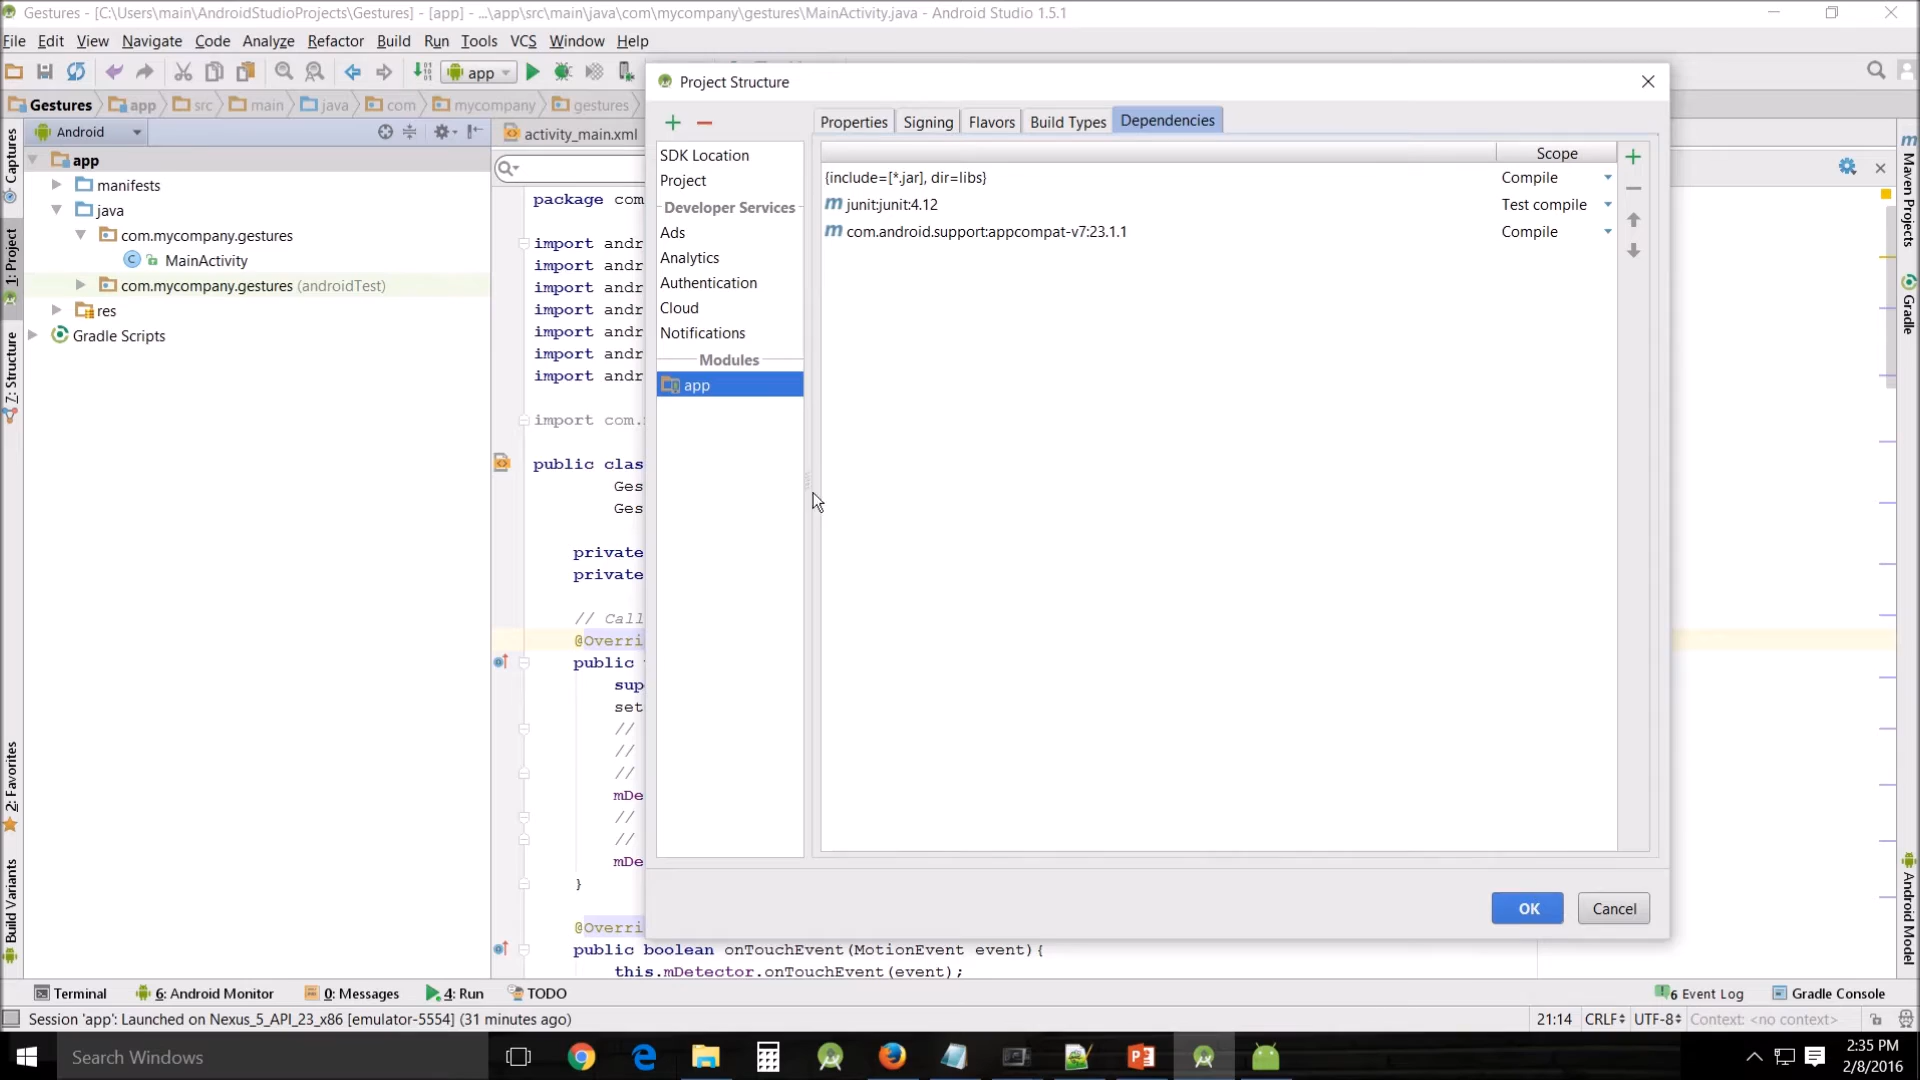 Gestures - [C:\Users\main\AndroidStudioProjects\Gestures] - [app] - ...\app\src\main\java\com\mycompany\gestures\MainActivity.java - Android Studio 1.5.1
File Edit View Navigate Code Analyze Refactor Build Run Tools VCS Window Help
app
Gestures app src main java com mycompany gestures
Android
activity_main.xml
app
manifests
java
com.mycompany.gestures
MainActivity
com.mycompany.gestures (androidTest)
res
Gradle Scripts
Captures
1: Project
7: Structure
2: Favorites
Build Variants
package com
import andr
import andr
import andr
import andr
import andr
import andr
import andr
import com.
public clas
Ges
Ges
private
private
// Call
@Overri
public
sup
set
//
//
//
mDe
//
//
mDe
}
@Overri
public boolean onTouchEvent(MotionEvent event){
this.mDetector.onTouchEvent(event);
Project Structure
SDK Location
Project
Developer Services
Ads
Analytics
Authentication
Cloud
Notifications
Modules
app
Properties Signing Flavors Build Types Dependencies
Scope
{include=[*.jar], dir=libs} Compile
m junit:junit:4.12 Test compile
m com.android.support:appcompat-v7:23.1.1 Compile
OK Cancel
m Maven Projects
Gradle
Android Model
Terminal 6: Android Monitor 0: Messages 4: Run TODO 6 Event Log Gradle Console
Session 'app': Launched on Nexus_5_API_23_x86 [emulator-5554] (31 minutes ago) 21:14 CRLF UTF-8 Context: <no context>
Search Windows
2:35 PM
2/8/2016